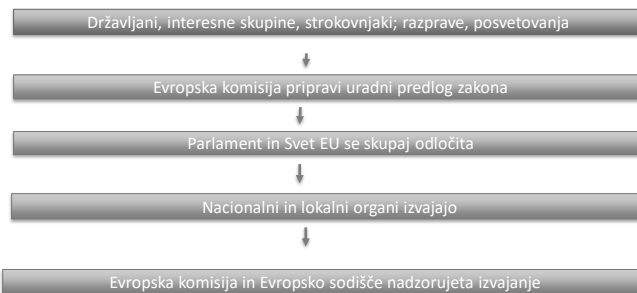 Državljani, interesne skupine, strokovnjaki; razprave, posvetovanja
Evropska komisija pripravi uradni predlog zakona
Parlament in Svet EU se skupaj odločita
Nacionalni in lokalni organi izvajajo
Evropska komisija in Evropsko sodišče nadzorujeta izvajanje